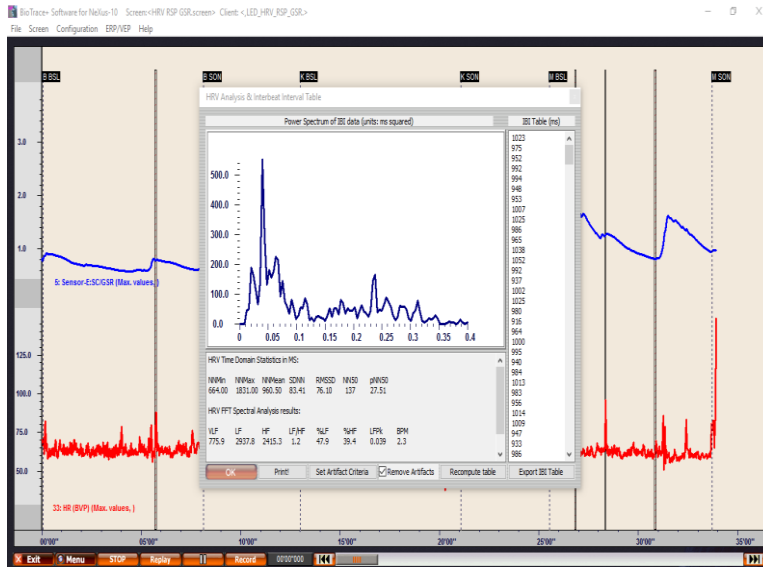 BioTrace+ Software for NeXus-10 Screen:<HRV RSP GSR.screen> Client: <,LED_HRV_RSP_GSR.>
File Screen Configuration ERP/VEP Help
B BSL B SON K BSL K SON M BSL M SON
HRV Analysis & Interbeat Interval Table
Power Spectrum of IBI data (units: ms squared) IBI Table (ms)
500.0
400.0
300.0
200.0
100.0
0.0
0 0.05 0.1 0.15 0.2 0.25 0.3 0.35 0.4
1023
975
952
992
994
948
953
1007
1025
986
965
1038
1052
992
937
1002
1025
980
916
964
1000
995
940
984
1013
983
956
1014
1009
947
933
986
3.0
2.0
1.0
5: Sensor-E:SC/GSR (Max. values, )
125.0
100.0
75.0
50.0
33: HR (BVP) (Max. values, )
HRV Time Domain Statistics in MS:
NNMin NNMax NNMean SDNN RMSSD NN50 pNN50
664.00 1831.00 960.50 83.41 76.10 137 27.51
HRV FFT Spectral Analysis results:
VLF LF HF LF/HF %LF %HF LFPk BPM
775.9 2937.8 2415.3 1.2 47.9 39.4 0.039 2.3
OK Print! Set Artifact Criteria Remove Artifacts Recompute table Export IBI Table
00'00" 05'00" 10'00" 15'00" 20'00" 25'00" 30'00" 35'00"
Exit Menu STOP Replay Record 00:00"000